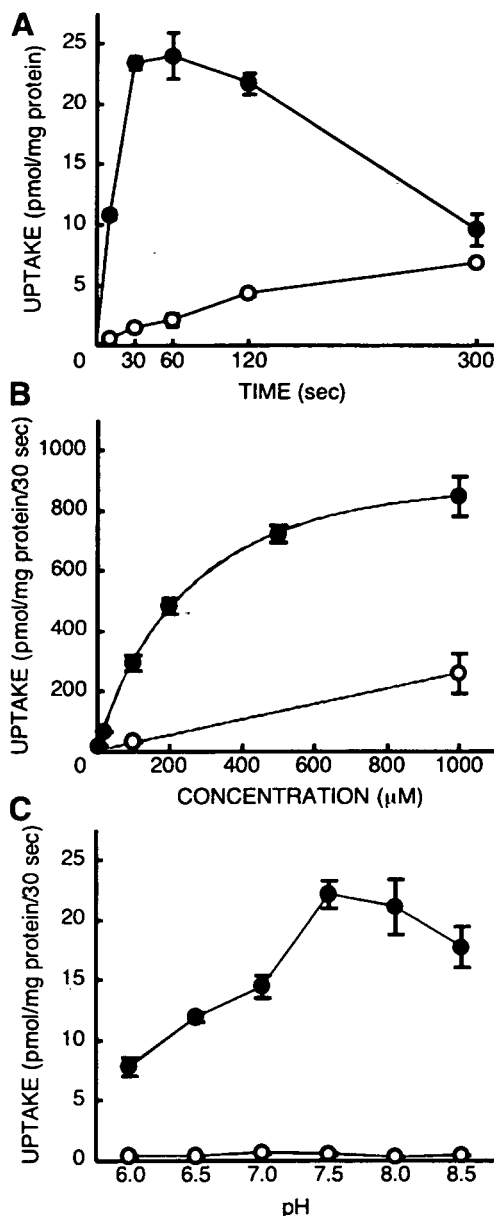 A
UPTAKE (pmol/mg protein)
25
20
15
10
5
0
30 60 120 300
TIME (sec)
B
UPTAKE (pmol/mg protein/30 sec)
1000
800
600
400
200
0 200 400 600 800 1000
CONCENTRATION (µM)
C
UPTAKE (pmol/mg protein/30 sec)
25
20
15
10
5
0
6.0 6.5 7.0 7.5 8.0 8.5
pH